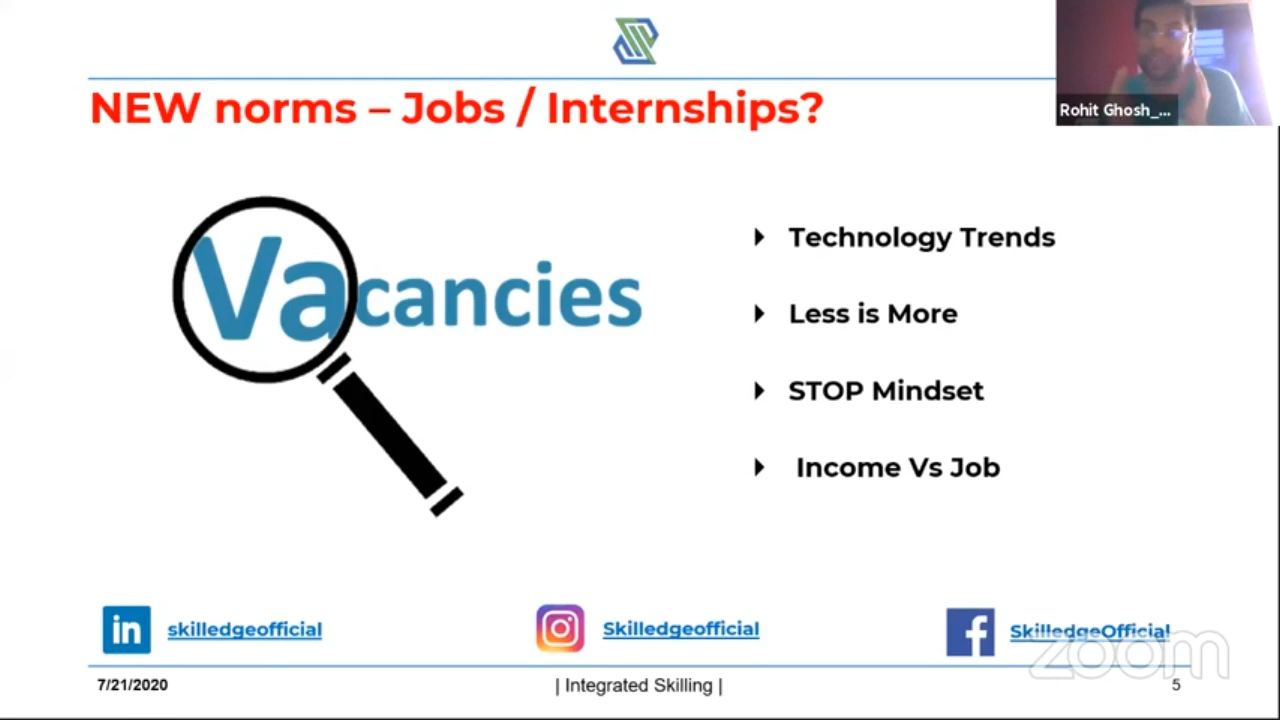 Rohit Ghosh_...
NEW norms – Jobs / Internships?
Vacancies
Technology Trends
Less is More
STOP Mindset
Income Vs Job
in
skilledgeofficial
Skilledgeofficial
SkilledgeOfficial
zoom
7/21/2020
| Integrated Skilling |
5